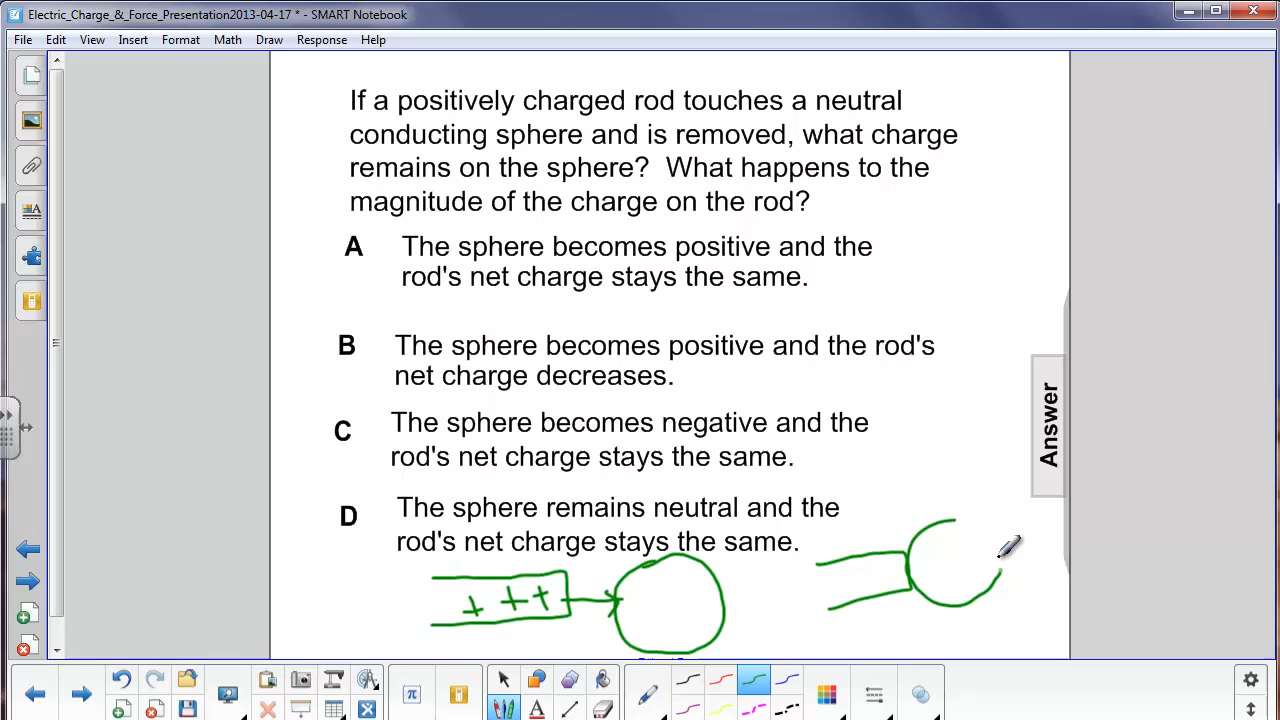 Electric_Charge_&_Force_Presentation2013-04-17 * - SMART Notebook
File Edit View Insert Format Math Draw Response Help
If a positively charged rod touches a neutral
conducting sphere and is removed, what charge
remains on the sphere? What happens to the
magnitude of the charge on the rod?
A The sphere becomes positive and the
rod's net charge stays the same.
B The sphere becomes positive and the rod's
net charge decreases.
C The sphere becomes negative and the
rod's net charge stays the same.
D The sphere remains neutral and the
rod's net charge stays the same.
Answer
+ + +